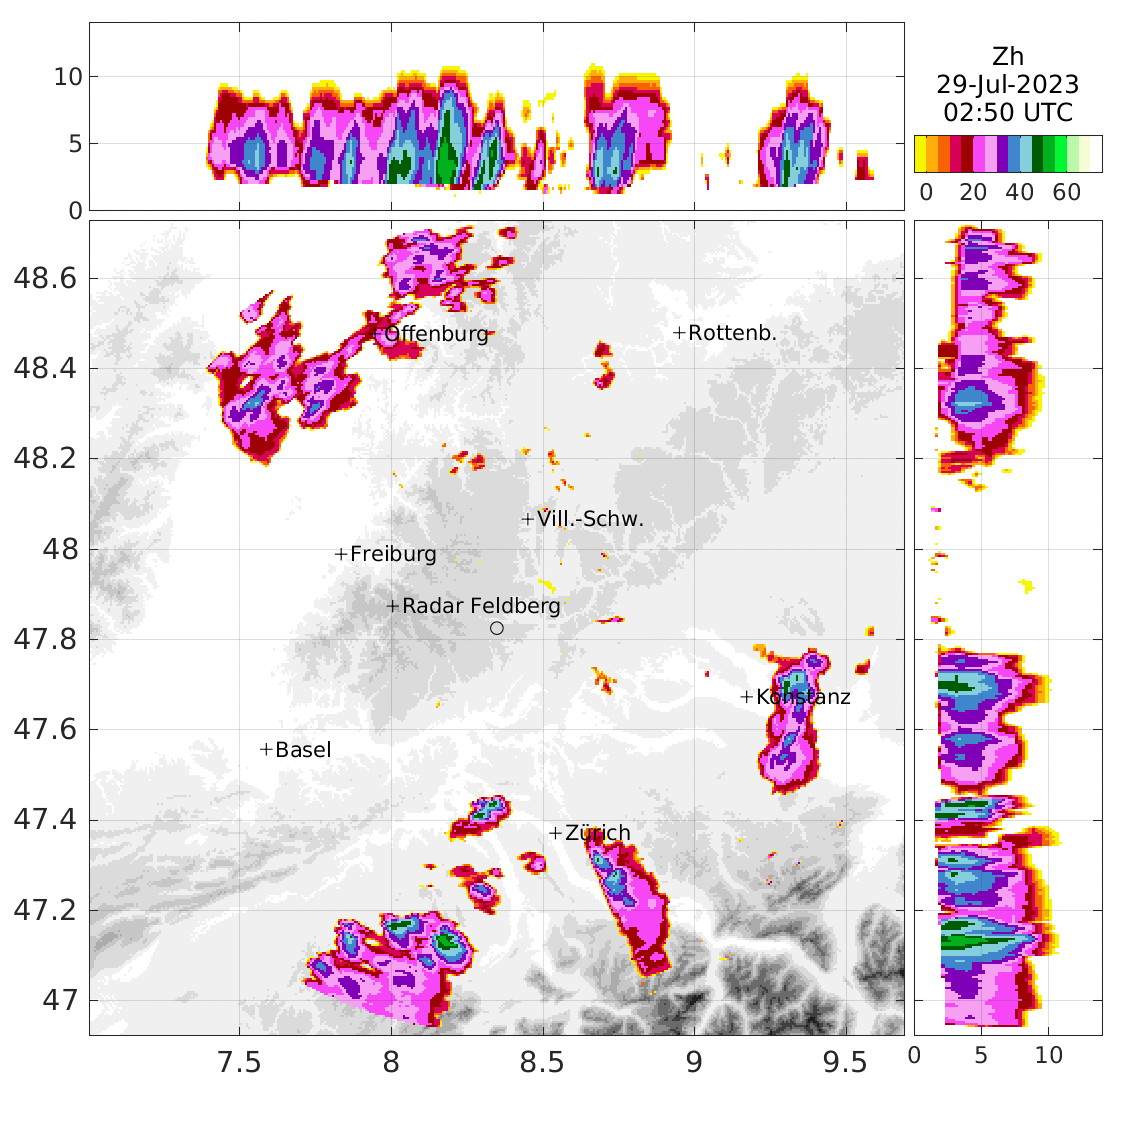 10
5
0
Zh
29-Jul-2023
02:50 UTC
0 20 40 60
48.6
48.4
48.2
48
47.8
47.6
47.4
47.2
47
+Offenburg
+Rottenb.
+Vill.-Schw.
+Freiburg
+Radar Feldberg
+Konstanz
+Basel
+Zürich
7.5 8 8.5 9 9.5
0 5 10